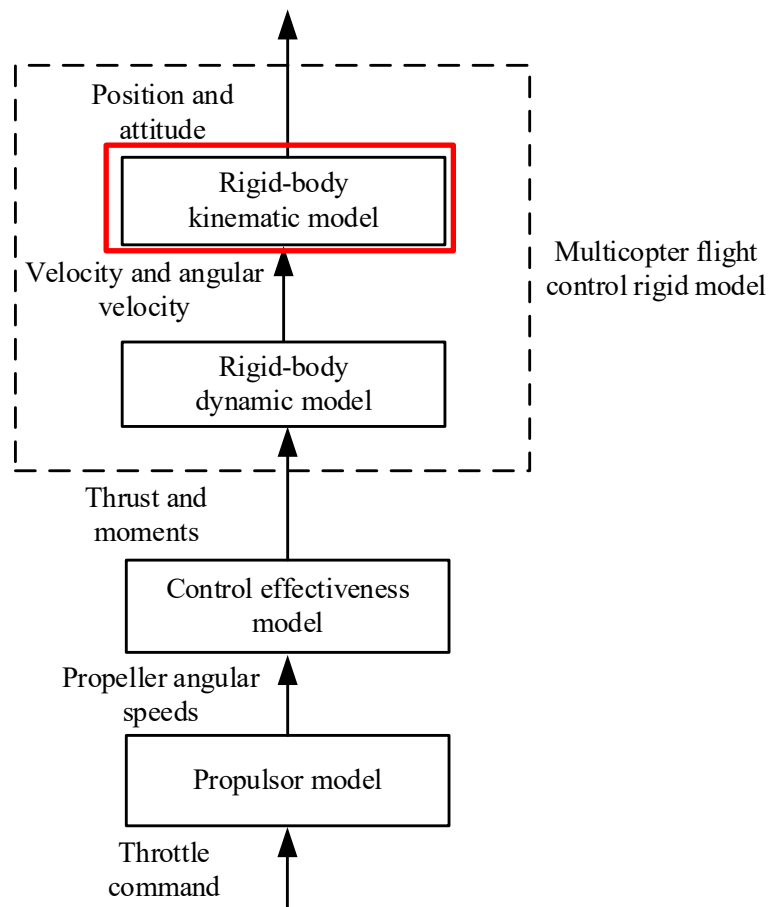 Position and
attitude
Rigid-body
kinematic model
Velocity and angular
velocity
Multicopter flight
control rigid model
Rigid-body
dynamic model
Thrust and
moments
Control effectiveness
model
Propeller angular
speeds
Propulsor model
Throttle
command